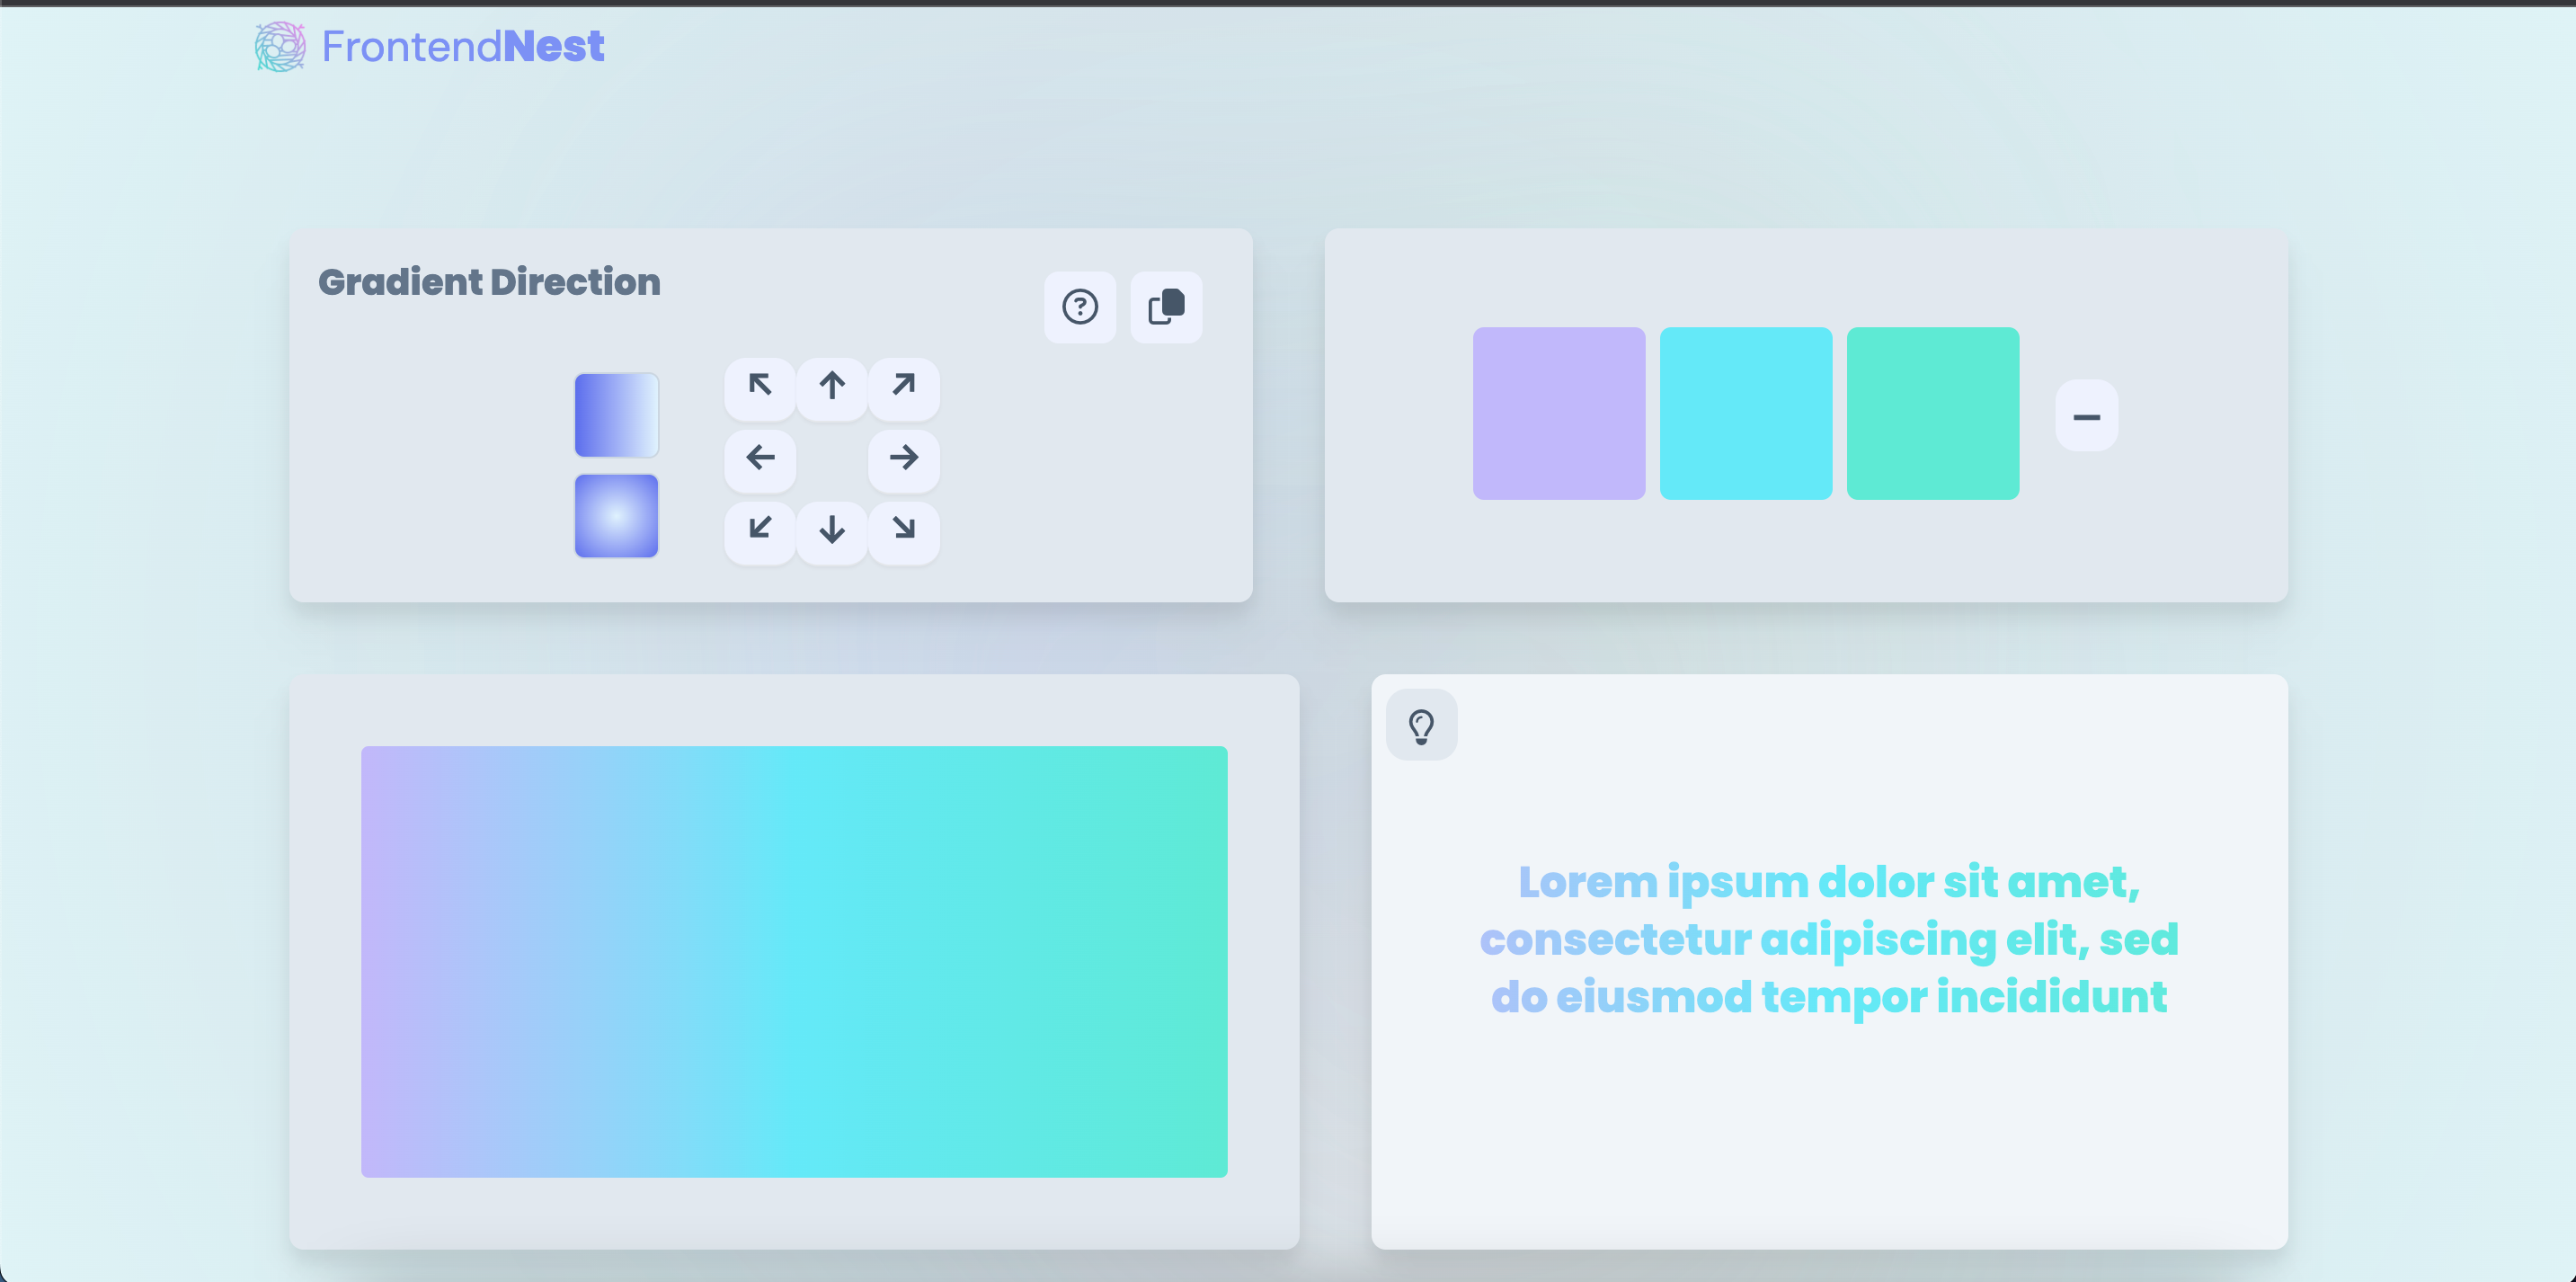 FrontendNest
Gradient Direction
Lorem ipsum dolor sit amet,
consectetur adipiscing elit, sed
do eiusmod tempor incididunt